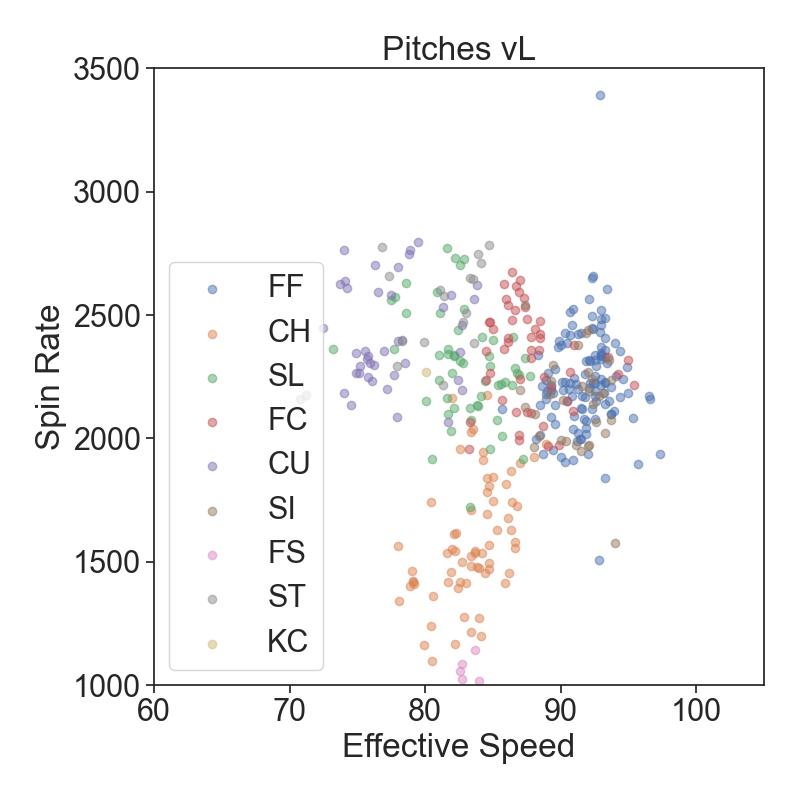 Pitches vL
3500
3000
2500
2000
1500
1000
Spin Rate
FF
CH
SL
FC
CU
SI
FS
ST
KC
60 70 80 90 100
Effective Speed